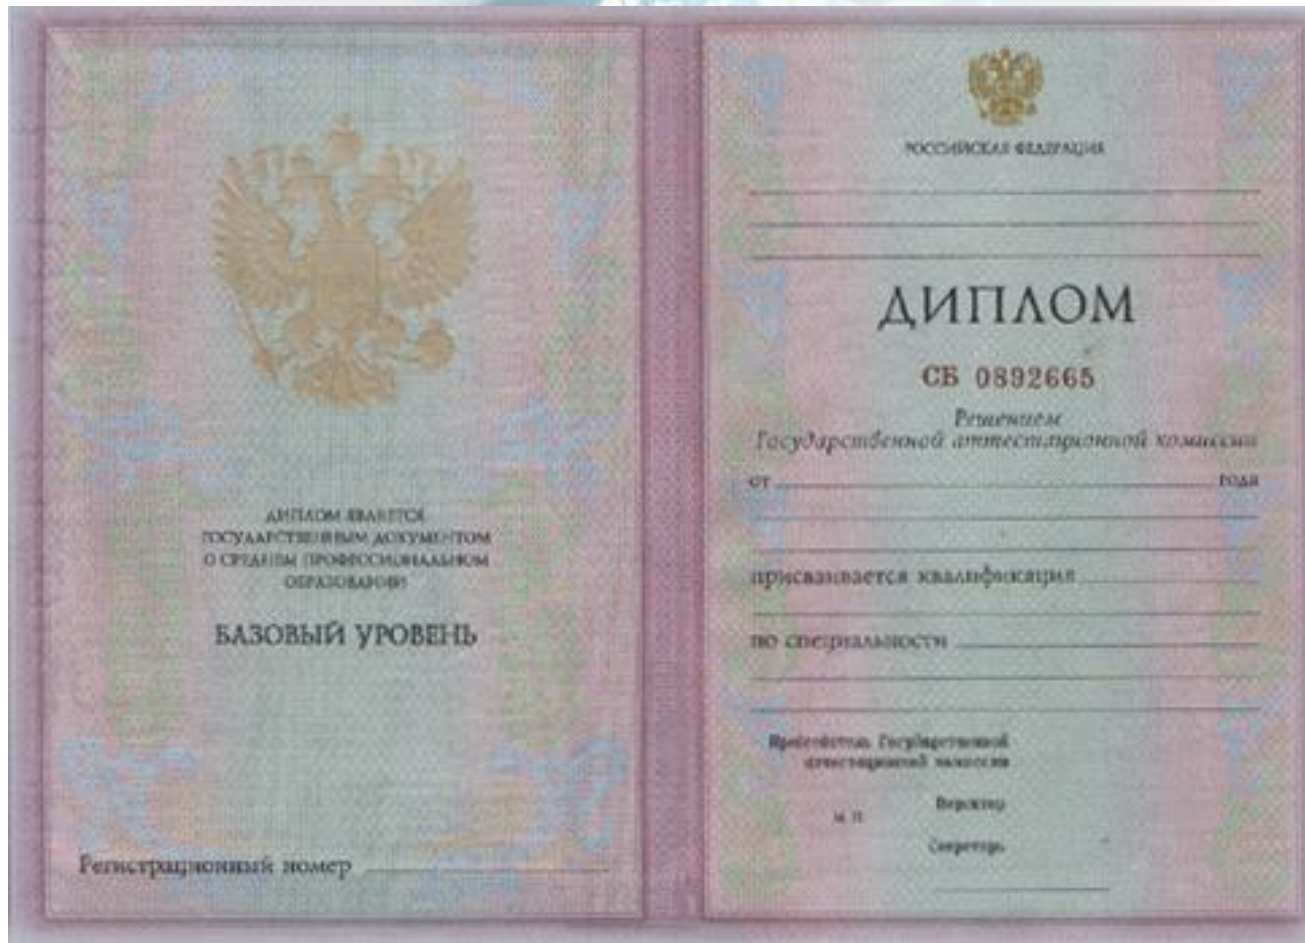 ДИПЛОМ ЯВЛЯЕТСЯ
ГОСУДАРСТВЕННЫМ ДОКУМЕНТОМ
О СРЕДНЕМ ПРОФЕССИОНАЛЬНОМ
ОБРАЗОВАНИИ
БАЗОВЫЙ УРОВЕНЬ
Регистрационный номер
РОССИЙСКАЯ ФЕДЕРАЦИЯ
ДИПЛОМ
СБ 0892665
Решением
Государственной аттестационной комиссии
от года
присваивается квалификация
по специальности
Председатель Государственной
аттестационной комиссии
Директор
М. П.
Секретарь